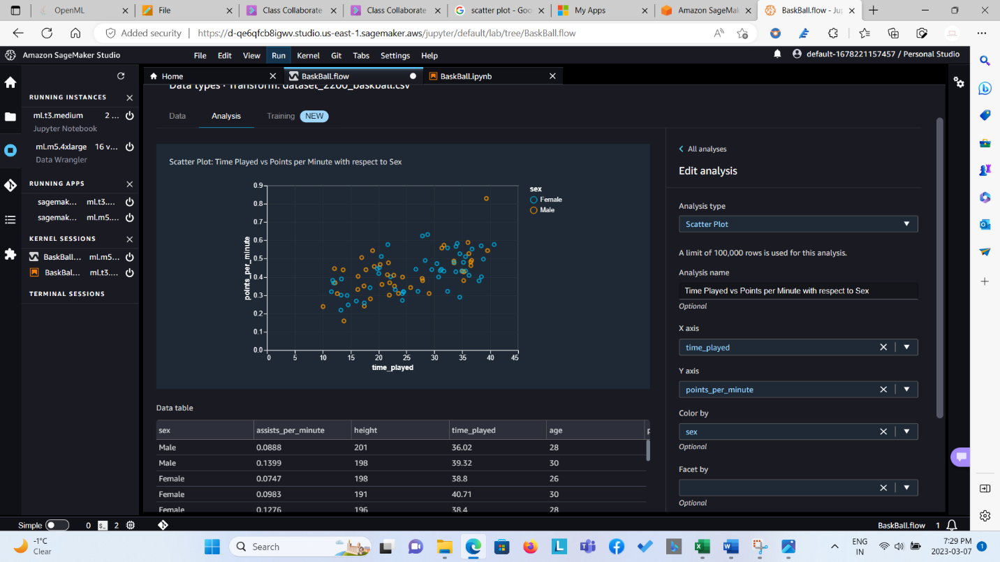 OpenML
File
Class Collaborate
Class Collaborate
scatter plot - Goo
My Apps
Amazon SageMak
BaskBall.flow - Jup
Added security
https://d-qe6qfcb8igwv.studio.us-east-1.sagemaker.aws/jupyter/default/lab/tree/BaskBall.flow
Amazon SageMaker Studio
File Edit View Run Kernel Git Tabs Settings Help
default-1678221157457 / Personal Studio
Home
BaskBall.flow
BaskBall.ipynb
RUNNING INSTANCES
ml.t3.medium 2 ...
Jupyter Notebook
ml.m5.4xlarge 16 v...
Data Wrangler
RUNNING APPS
sagemak... ml.t3....
sagemak... ml.m5...
KERNEL SESSIONS
BaskBall... ml.m5...
BaskBal... ml.t3....
TERMINAL SESSIONS
Data types · Transform: dataset_2200_baskball.csv
Data Analysis Training NEW
Scatter Plot: Time Played vs Points per Minute with respect to Sex
0.9
0.8
0.7
0.6
0.5
0.4
0.3
0.2
0.1
0.0
points_per_minute
0 5 10 15 20 25 30 35 40 45
time_played
sex
Female
Male
Data table
sex assists_per_minute height time_played age p
Male 0.0888 201 36.02 28
Male 0.1399 198 39.32 30
Female 0.0747 198 38.8 26
Female 0.0983 191 40.71 30
Female 0.1276 196 38.4 28
All analyses
Edit analysis
Analysis type
Scatter Plot
A limit of 100,000 rows is used for this analysis.
Analysis name
Time Played vs Points per Minute with respect to Sex
Optional
X axis
time_played
Y axis
points_per_minute
Color by
sex
Optional
Facet by
Optional
Simple 0 $_ 2
BaskBall.flow 1
-1°C
Clear
Search
ENG
IN
7:29 PM
2023-03-07
1